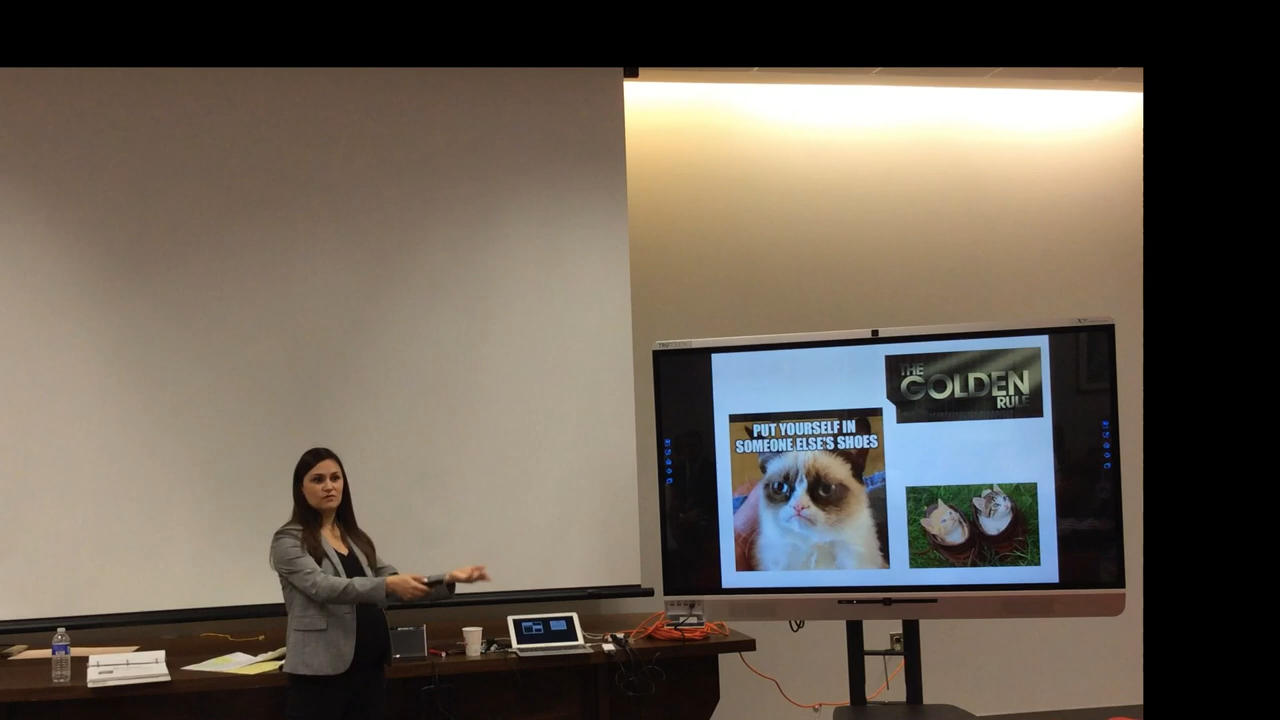 THE
GOLDEN
RULE
PUT YOURSELF IN
SOMEONE ELSE'S SHOES